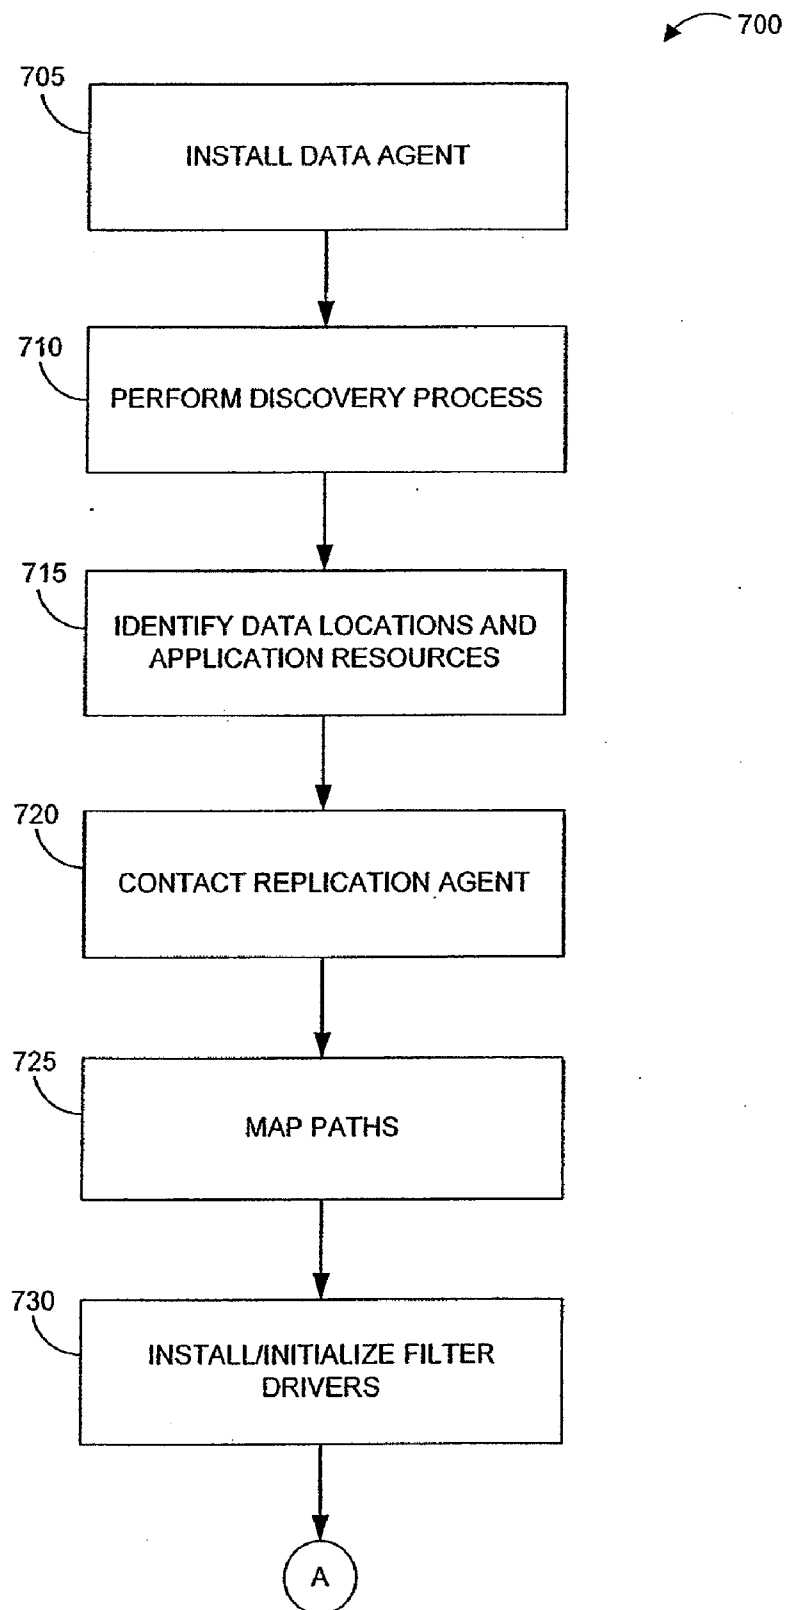 700
705
INSTALL DATA AGENT
710
PERFORM DISCOVERY PROCESS
715
IDENTIFY DATA LOCATIONS AND
APPLICATION RESOURCES
720
CONTACT REPLICATION AGENT
725
MAP PATHS
730
INSTALL/INITIALIZE FILTER
DRIVERS
A